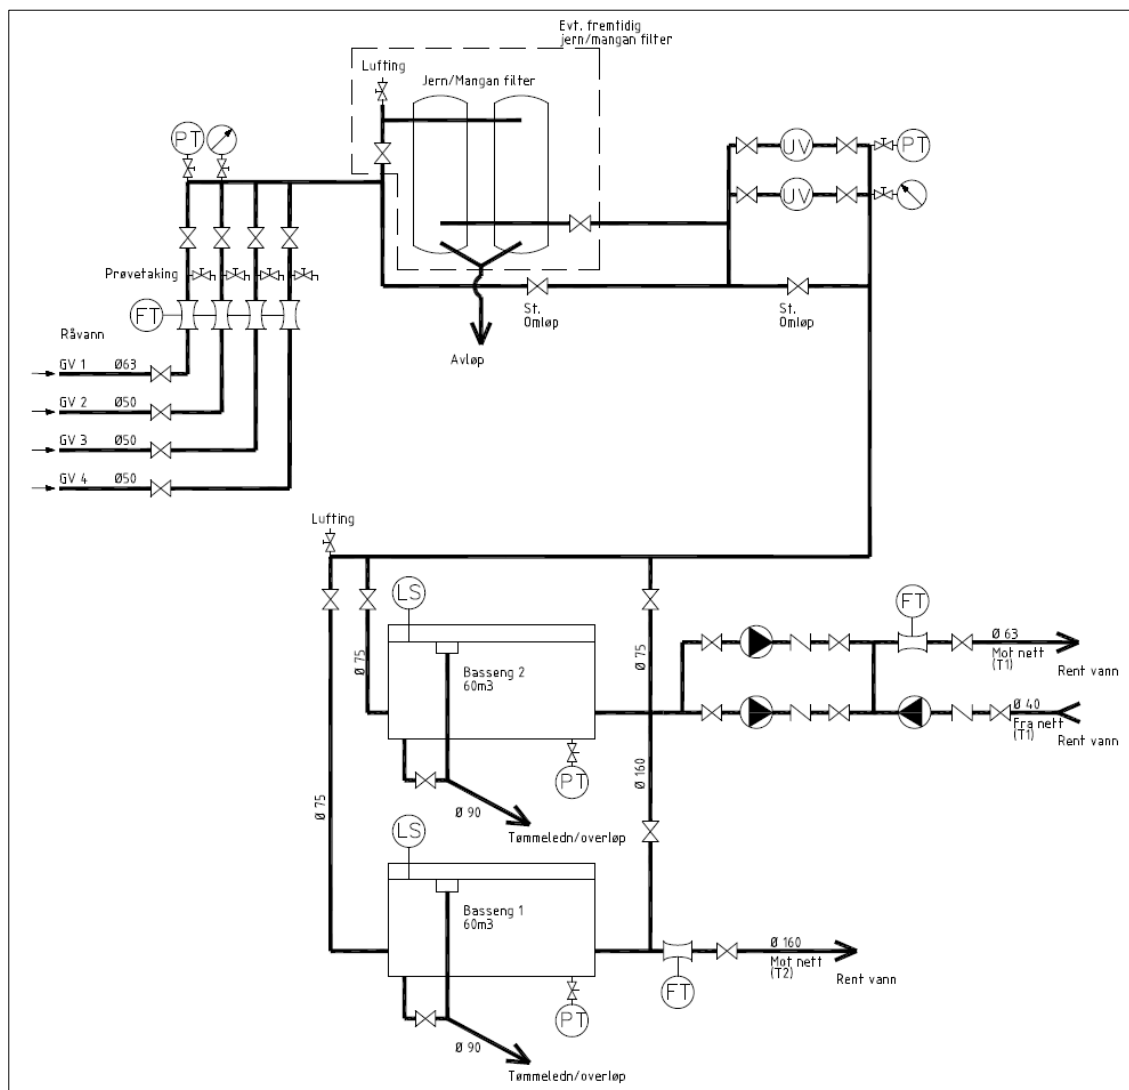 Evt. fremtidig
jern/mangan filter
Lufting
Jern/Mangan filter
PT
UV
PT
UV
Prøvetaking
FT
St.
Omløp
St.
Omløp
Avløp
Råvann
GV 1 Ø63
GV 2 Ø50
GV 3 Ø50
GV 4 Ø50
Lufting
LS
FT
Ø 75
Basseng 2
60m3
Ø 75
Ø 63
Mot nett
(T1)
Rent vann
Ø 40
Fra nett
(T1)
Rent vann
PT
Ø 160
Ø 75
Ø 90
Tømmeledn/overløp
LS
Basseng 1
60m3
Ø 160
Mot nett
(T2)
Rent vann
FT
PT
Ø 90
Tømmeledn/overløp